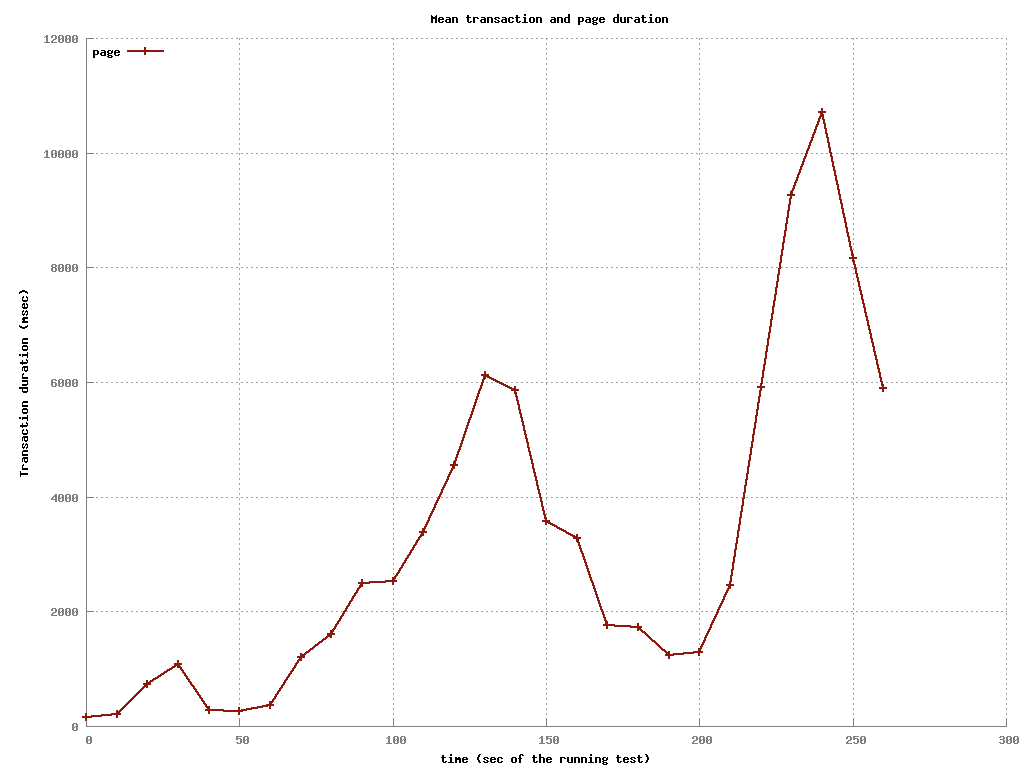 Mean transaction and page duration
12000
page
10000
8000
6000
4000
2000
0
0 50 100 150 200 250 300
Transaction duration (msec)
time (sec of the running test)